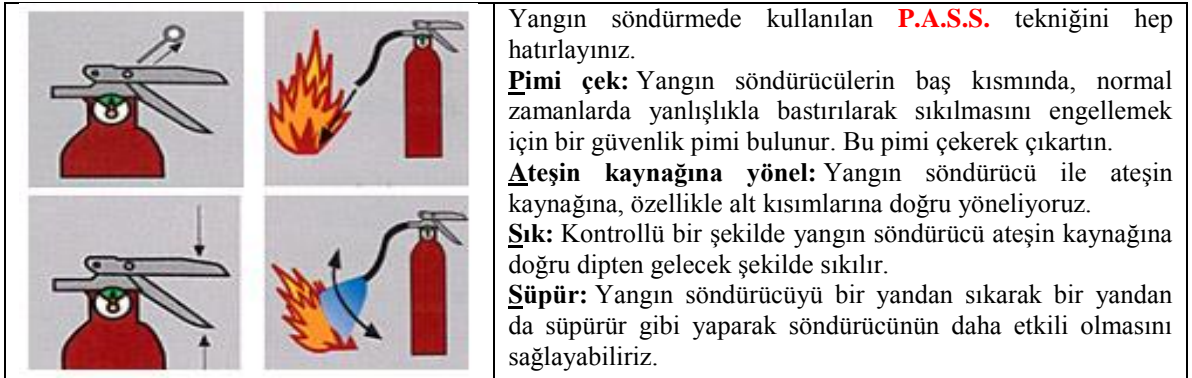 Yangın söndürmede kullanılan P.A.S.S. tekniğini hep
hatırlayınız.
Pimi çek: Yangın söndürücülerin baş kısmında, normal
zamanlarda yanlışlıkla bastırılarak sıkılmasını engellemek
için bir güvenlik pimi bulunur. Bu pimi çekerek çıkartın.
Ateşin kaynağına yönel: Yangın söndürücü ile ateşin
kaynağına, özellikle alt kısımlarına doğru yöneliyoruz.
Sık: Kontrollü bir şekilde yangın söndürücü ateşin kaynağına
doğru dipten gelecek şekilde sıkılır.
Süpür: Yangın söndürücüyü bir yandan sıkarak bir yandan
da süpürür gibi yaparak söndürücünün daha etkili olmasını
sağlayabiliriz.